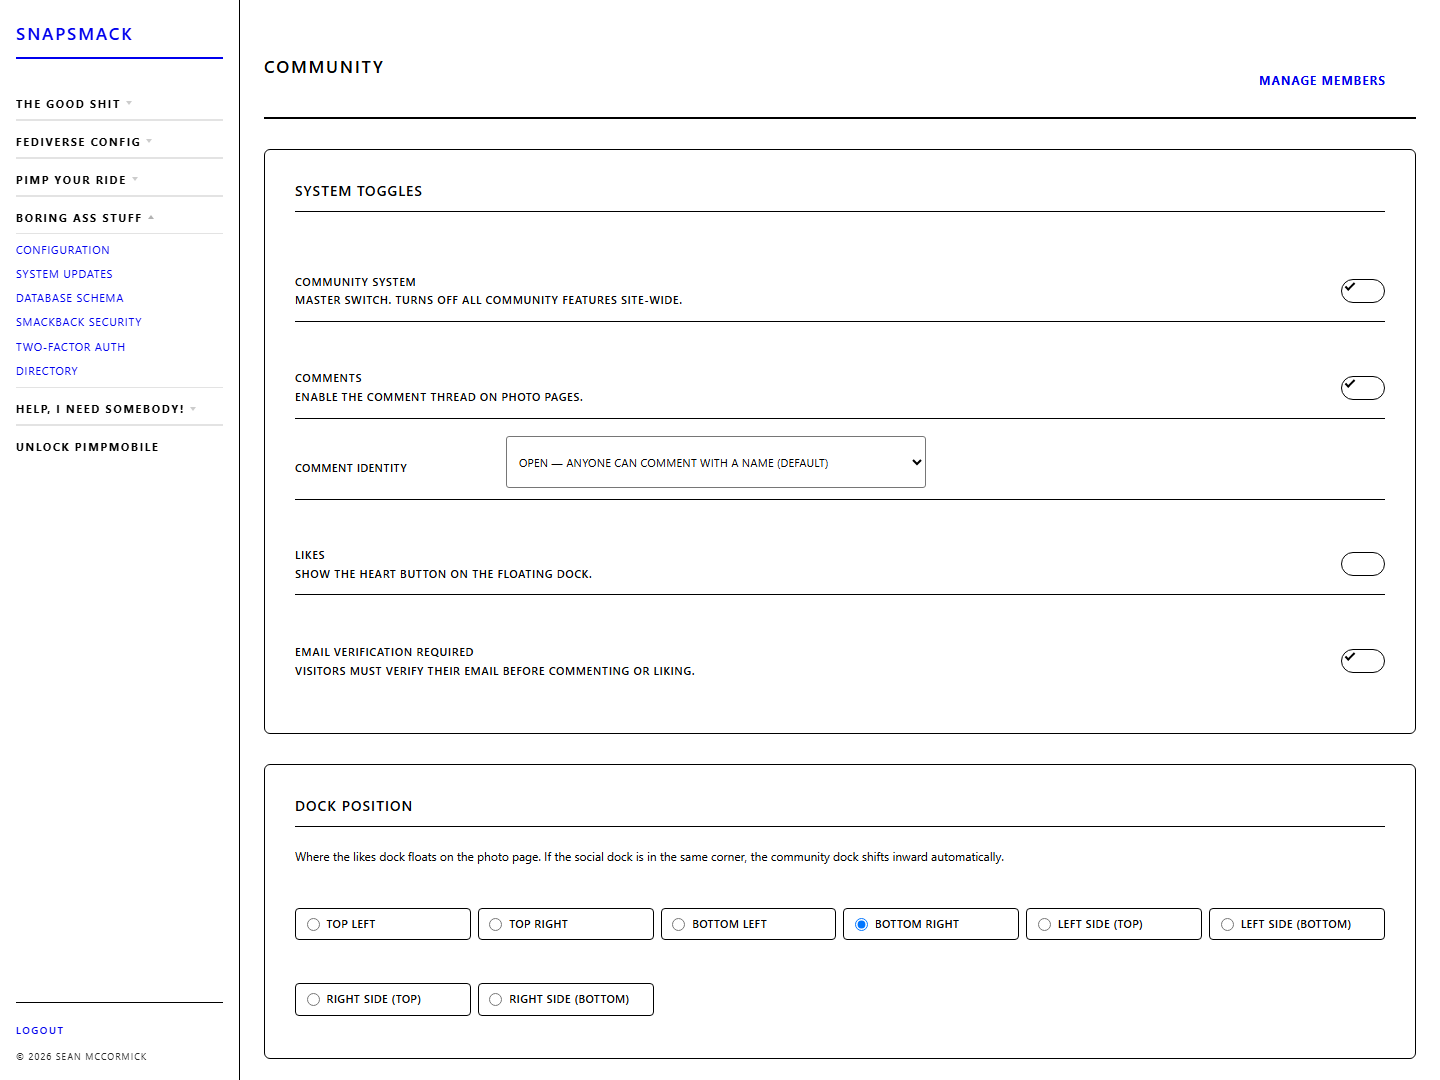 SNAPSMACK
THE GOOD SHIT
FEDIVERSE CONFIG
PIMP YOUR RIDE
BORING ASS STUFF
CONFIGURATION
SYSTEM UPDATES
DATABASE SCHEMA
SMACKBACK SECURITY
TWO-FACTOR AUTH
DIRECTORY
HELP, I NEED SOMEBODY!
UNLOCK PIMPMOBILE
LOGOUT
© 2026 SEAN MCCORMICK
COMMUNITY
MANAGE MEMBERS
SYSTEM TOGGLES
COMMUNITY SYSTEM
MASTER SWITCH. TURNS OFF ALL COMMUNITY FEATURES SITE-WIDE.
COMMENTS
ENABLE THE COMMENT THREAD ON PHOTO PAGES.
COMMENT IDENTITY
OPEN — ANYONE CAN COMMENT WITH A NAME (DEFAULT)
LIKES
SHOW THE HEART BUTTON ON THE FLOATING DOCK.
EMAIL VERIFICATION REQUIRED
VISITORS MUST VERIFY THEIR EMAIL BEFORE COMMENTING OR LIKING.
DOCK POSITION
Where the likes dock floats on the photo page. If the social dock is in the same corner, the community dock shifts inward automatically.
TOP LEFT
TOP RIGHT
BOTTOM LEFT
BOTTOM RIGHT
LEFT SIDE (TOP)
LEFT SIDE (BOTTOM)
RIGHT SIDE (TOP)
RIGHT SIDE (BOTTOM)